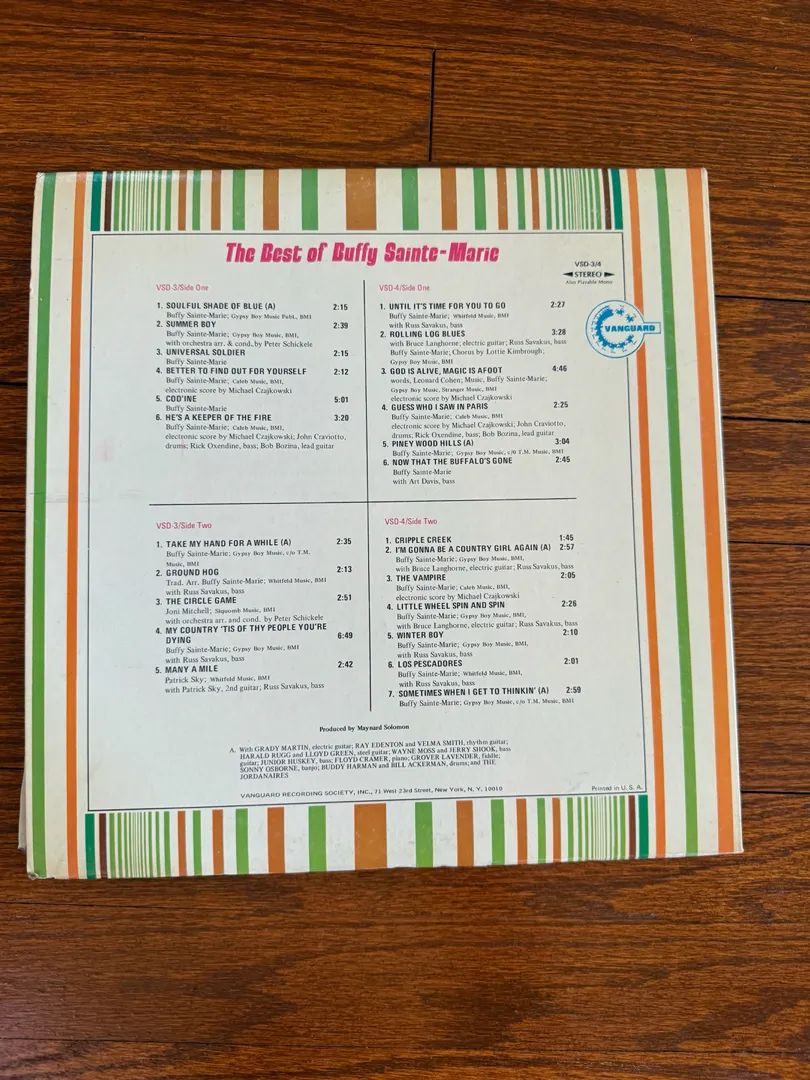 The Best of Buffy Sainte-Marie
VSD-3/4
STEREO
Also Playable Mono
VANGUARD
VSD-3/Side One
1. SOULFUL SHADE OF BLUE (A) 2:15
Buffy Sainte-Marie; Gypsy Boy Music Publ., BMI
2. SUMMER BOY 2:39
Buffy Sainte-Marie; Gypsy Boy Music, BMI,
with orchestra arr. & cond. by Peter Schickele
3. UNIVERSAL SOLDIER 2:15
Buffy Sainte-Marie
4. BETTER TO FIND OUT FOR YOURSELF 2:12
Buffy Sainte-Marie; Caleb Music, BMI,
electronic score by Michael Czajkowski
5. COD'INE 5:01
Buffy Sainte-Marie
6. HE'S A KEEPER OF THE FIRE 3:20
Buffy Sainte-Marie; Caleb Music, BMI,
electronic score by Michael Czajkowski; John Craviotto,
drums; Rick Oxendine, bass; Bob Bozina, lead guitar
VSD-4/Side One
1. UNTIL IT'S TIME FOR YOU TO GO 2:27
Buffy Sainte-Marie; Whitfeld Music, BMI
with Russ Savakus, bass
2. ROLLING LOG BLUES 3:28
with Bruce Langhorne; electric guitar; Russ Savakus, bass
Buffy Sainte-Marie; Chorus by Lottie Kimbrough;
Gypsy Boy Music, BMI
3. GOD IS ALIVE, MAGIC IS AFOOT 4:46
words, Leonard Cohen; Music, Buffy Sainte-Marie;
Gypsy Boy Music, Stranger Music, BMI
electronic score by Michael Czajkowski
4. GUESS WHO I SAW IN PARIS 2:25
Buffy Sainte-Marie; Caleb Music, BMI
electronic score by Michael Czajkowski; John Craviotto,
drums; Rick Oxendine, bass; Bob Bozina, lead guitar
5. PINEY WOOD HILLS (A) 3:04
Buffy Sainte-Marie; Gypsy Boy Music, c/o T.M. Music, BMI
6. NOW THAT THE BUFFALO'S GONE 2:45
Buffy Sainte-Marie
with Art Davis, bass
VSD-3/Side Two
1. TAKE MY HAND FOR A WHILE (A) 2:35
Buffy Sainte-Marie; Gypsy Boy Music, c/o T.M.
Music, BMI
2. GROUND HOG 2:13
Trad. Arr. Buffy Sainte-Marie; Whitfeld Music, BMI
with Russ Savakus, bass
3. THE CIRCLE GAME 2:51
Joni Mitchell; Siquomb Music, BMI
with orchestra arr. and cond. by Peter Schickele
4. MY COUNTRY 'TIS OF THY PEOPLE YOU'RE
DYING 6:49
Buffy Sainte-Marie; Gypsy Boy Music, BMI
with Russ Savakus, bass
5. MANY A MILE 2:42
Patrick Sky; Whitfeld Music, BMI
with Patrick Sky, 2nd guitar; Russ Savakus, bass
VSD-4/Side Two
1. CRIPPLE CREEK 1:45
2. I'M GONNA BE A COUNTRY GIRL AGAIN (A) 2:57
Buffy Sainte-Marie; Gypsy Boy Music, BMI,
with Bruce Langhorne, electric guitar; Russ Savakus, bass
3. THE VAMPIRE 2:05
Buffy Sainte-Marie; Caleb Music, BMI,
electronic score by Michael Czajkowski
4. LITTLE WHEEL SPIN AND SPIN 2:26
Buffy Sainte-Marie; Gypsy Boy Music, BMI,
with Bruce Langhorne, electric guitar; Russ Savakus, bass
5. WINTER BOY 2:10
Buffy Sainte-Marie; Gypsy Boy Music, BMI,
with Russ Savakus, bass
6. LOS PESCADORES 2:01
Buffy Sainte-Marie; Whitfeld Music, BMI,
with Russ Savakus, bass
7. SOMETIMES WHEN I GET TO THINKIN' (A) 2:59
Buffy Sainte-Marie; Gypsy Boy Music, c/o T.M. Music, BMI
Produced by Maynard Solomon
A. With GRADY MARTIN, electric guitar; RAY EDENTON and VELMA SMITH, rhythm guitar;
HARALD RUGG and LLOYD GREEN, steel guitar; WAYNE MOSS and JERRY SHOOK, bass
guitar; JUNIOR HUSKEY, bass; FLOYD CRAMER, piano; GROVER LAVENDER, fiddle;
SONNY OSBORNE, banjo; BUDDY HARMAN and BILL ACKERMAN, drums; and THE
JORDANAIRES
VANGUARD RECORDING SOCIETY, INC., 71 West 23rd Street, New York, N. Y. 10010
Printed in U. S. A.